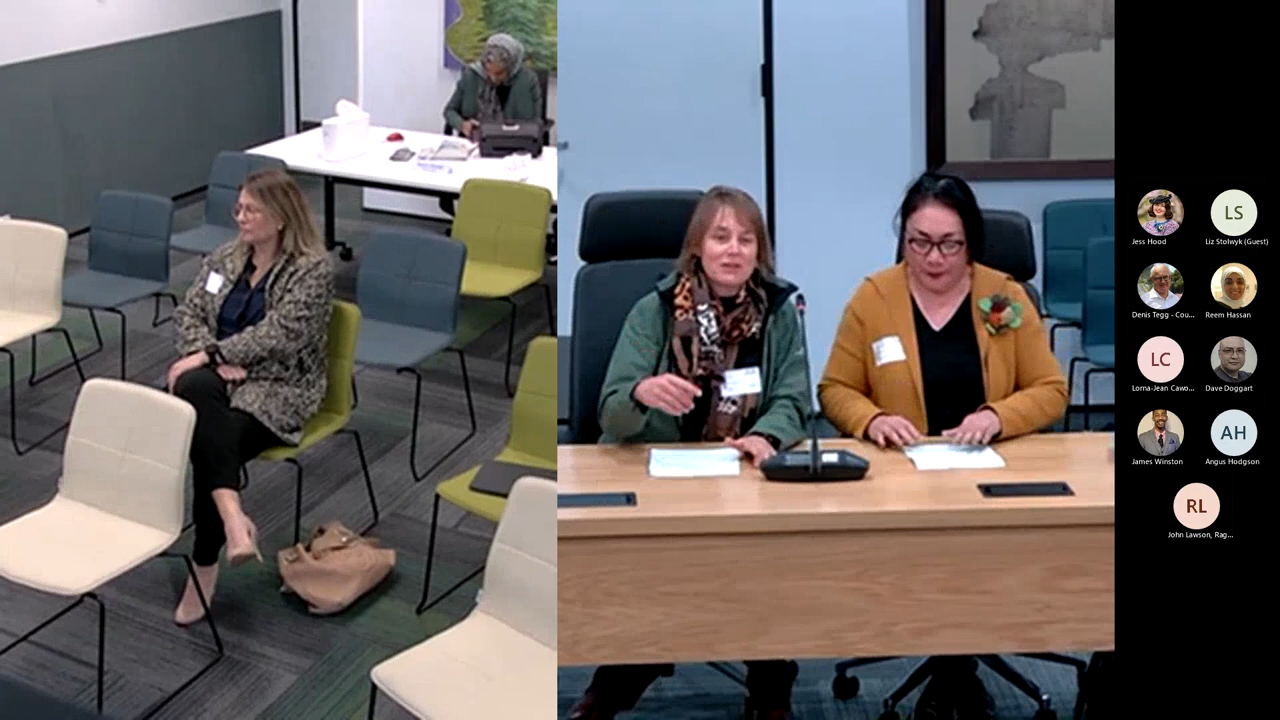 Jess Hood
LS
Liz Stolwyk (Guest)
Denis Tegg - Cou...
Reem Hassan
LC
Lorna-Jean Cawo...
Dave Doggart
James Winston
AH
Angus Hodgson
RL
John Lawson, Rag...